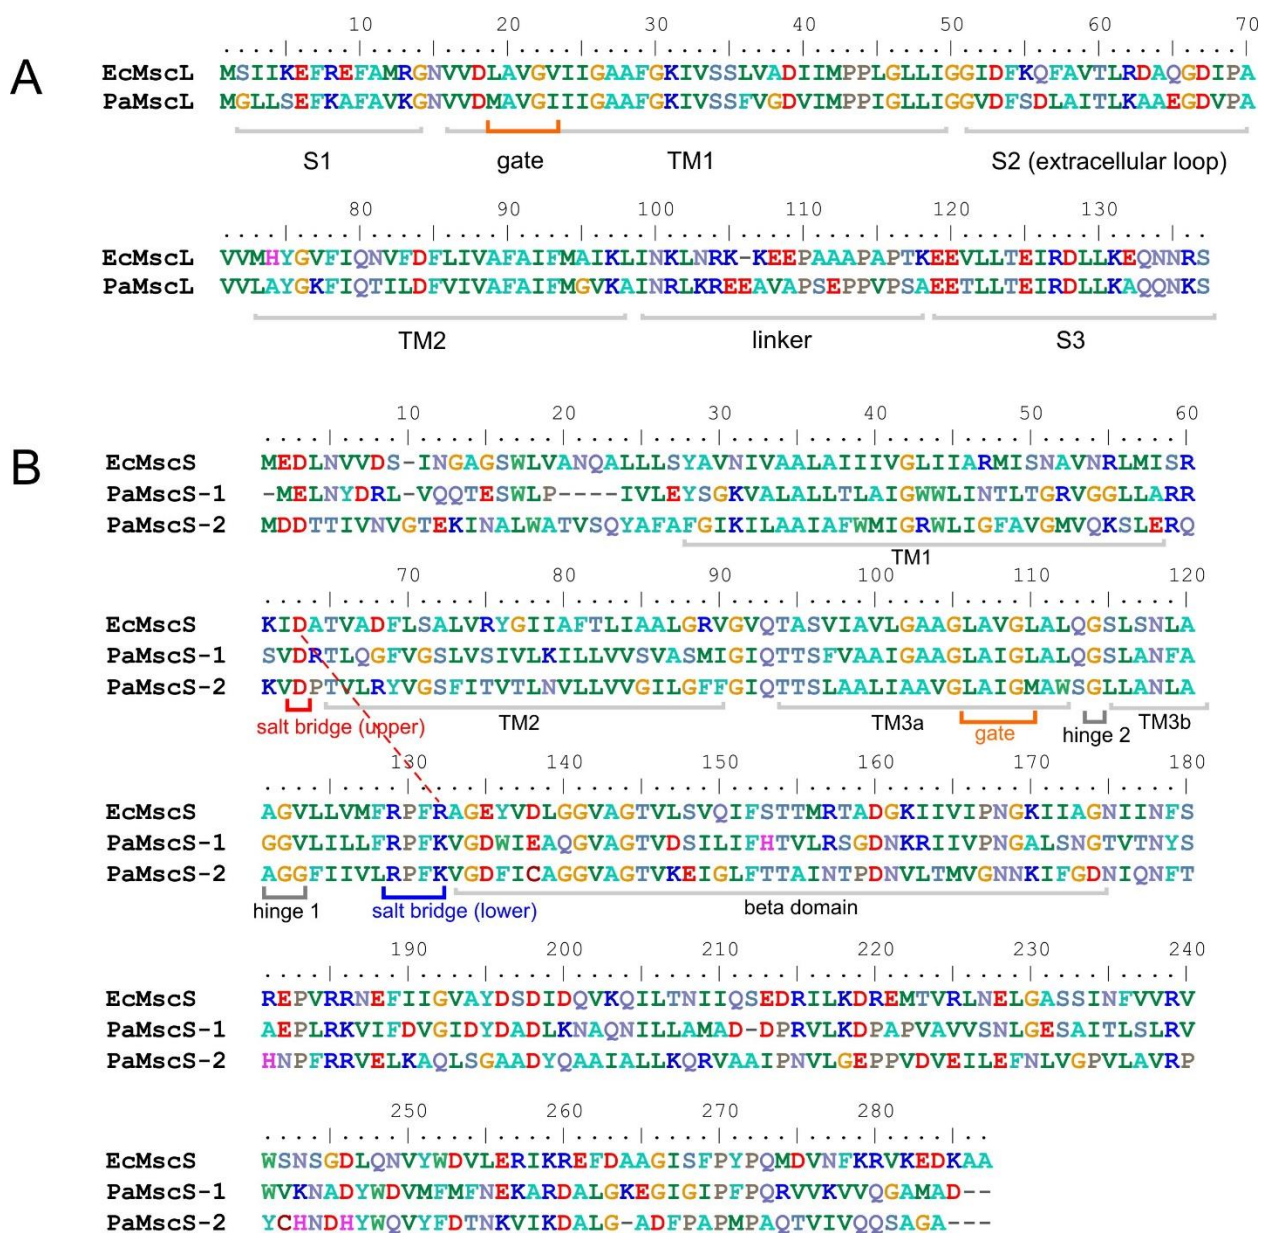 A
10 20 30 40 50 60 70
EcMscL MSIIKEFREFAMRGNVVDLAVGVIIGAAFGKIVSSLVADIIMPPLGLLIGGIDFKQFAVTLRDAQGDIPA
PaMscL MGLLSEFKAFAVKGNVVDMAVGIIIGAAFGKIVSSFVGDVIMPPIGLLIGGVDFSDLAITLKAAEGDVPA
S1 gate TM1 S2 (extracellular loop)
80 90 100 110 120 130
EcMscL VVMHYGVFIQNVFDFLIVAFAIFMAIKLINKLNRK-KEEPAAAPAPTKEEVLLTEIRDLLKEQNNRS
PaMscL VVLAYGKFIQTILDFVIVAFAIFMGVKAINRLKREEAVAPSEPPVPSAEETLLTEIRDLLKAQQNKS
TM2 linker S3
B
10 20 30 40 50 60
EcMscS MEDLNVVDS-INGAGSWLVANQALLLSYAVNIVAALAIIIVGLIIARMISNAVNRLMISR
PaMscS-1 -MELNYDRL-VQQTESWLP----IVLEYSGKVALALLTLAIGWWLINTLTGRVGGLLARR
PaMscS-2 MDDTTIVNVGTEKINALWATVSQYAFAFGIKILAAIAFWMIGRWLIGFAVGMVQKSLERQ
TM1
70 80 90 100 110 120
EcMscS KIDATVADFLSALVRYGIIAFTLIAALGRVGVQTASVIAVLGAAGLAVGLALQGSLSNLA
PaMscS-1 SVDRTLQGFVGSLVSIVLKILLVVSVASMIGIQTTSFVAAIGAAGLAIGLALQGSLANFA
PaMscS-2 KVDPTVLRYVGSFITVTLNVLLVVGILGFFGIQTTSLAALIAAVGLAIGMAWSGLLANLA
salt bridge (upper) TM2 TM3a gate hinge 2 TM3b
130 140 150 160 170 180
EcMscS AGVLLVMFRPFRAGEYVDLGGVAGTVLSVQIFSTTMRTADGKIIVIPNGKIIAGNIINFS
PaMscS-1 GGVLILLFRPFKVGDWIEAQGVAGTVDSILIFHTVLRSGDNKRIIVPNGALSNGTVTNYS
PaMscS-2 AGGFIIVLRPFKVGDFICAGGVAGTVKEIGLFTTAINTPDNVLTMVGNNKIFGDNIQNFT
hinge 1 salt bridge (lower) beta domain
190 200 210 220 230 240
EcMscS REPVRRNEFIIGVAYDSDIDQVKQILTNIIQSEDRILKDREMTVRLNELGASSINFVVRV
PaMscS-1 AEPLRKVIFDVGIDYDADLKNAQNILLAMAD-DPRVLKDPAPVAVVSNLGESAITLSLRV
PaMscS-2 HNPFRRVELKAQLSGAADYQAAIALLKQRVAAIPNVLGEPPVDVEILEFNLVGPVLAVRP
250 260 270 280
EcMscS WSNSGDLQNVYWDVLERIKREFDAAGISFPYPQMDVNFKRVKEDKAA
PaMscS-1 WVKNADYWDVMFMFNEKARDALGKEGIGIPFPQRVVKVVQGAMAD--
PaMscS-2 YCHNDHYWQVYFDTNKVIKDALG-ADFPAPMPAQTVIVQQSAGA---